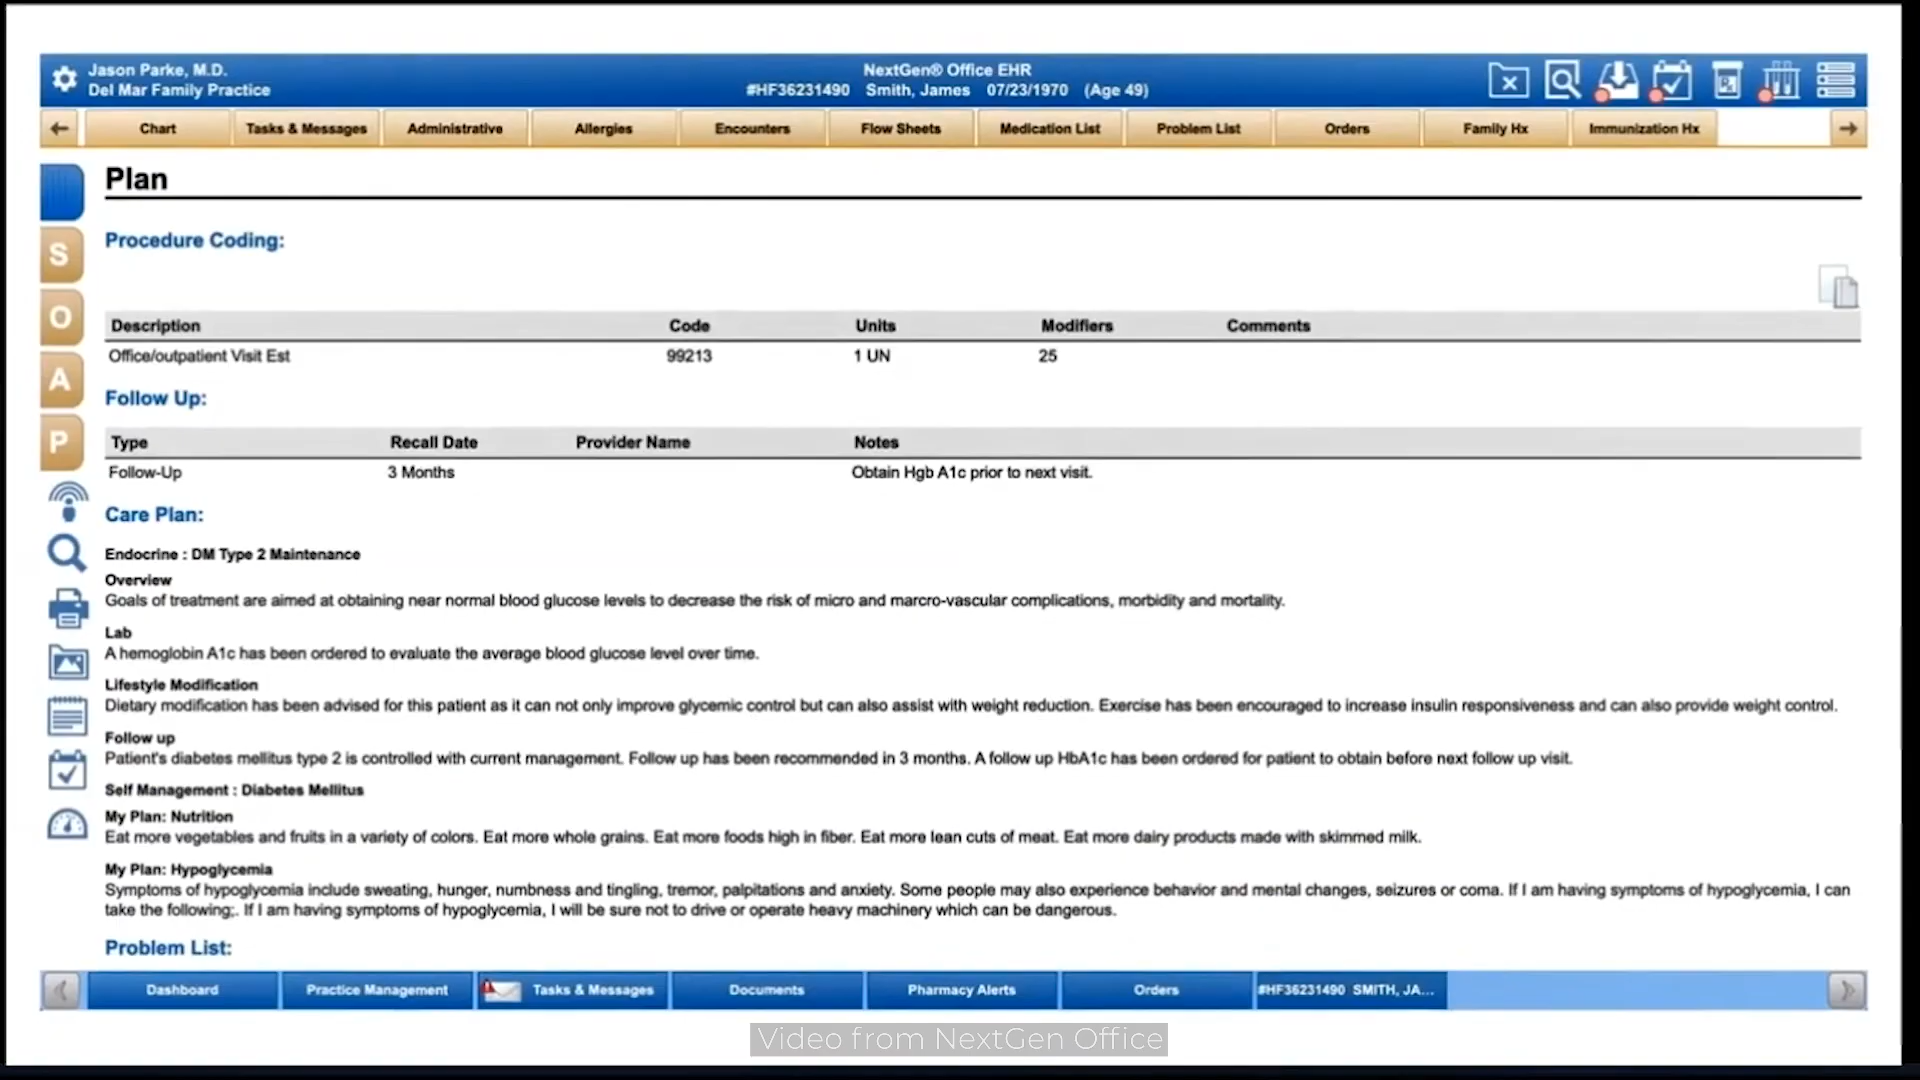 Jason Parke, M.D.
Del Mar Family Practice
NextGen® Office EHR
#HF36231490 Smith, James 07/23/1970 (Age 49)
Chart Tasks & Messages Administrative Allergies Encounters Flow Sheets Medication List Problem List Orders Family Hx Immunization Hx
Plan
S
O
A
P
Procedure Coding:
Description Code Units Modifiers Comments
Office/outpatient Visit Est 99213 1 UN 25
Follow Up:
Type Recall Date Provider Name Notes
Follow-Up 3 Months Obtain Hgb A1c prior to next visit.
Care Plan:
Endocrine : DM Type 2 Maintenance
Overview
Goals of treatment are aimed at obtaining near normal blood glucose levels to decrease the risk of micro and marcro-vascular complications, morbidity and mortality.
Lab
A hemoglobin A1c has been ordered to evaluate the average blood glucose level over time.
Lifestyle Modification
Dietary modification has been advised for this patient as it can not only improve glycemic control but can also assist with weight reduction. Exercise has been encouraged to increase insulin responsiveness and can also provide weight control.
Follow up
Patient's diabetes mellitus type 2 is controlled with current management. Follow up has been recommended in 3 months. A follow up HbA1c has been ordered for patient to obtain before next follow up visit.
Self Management : Diabetes Mellitus
My Plan: Nutrition
Eat more vegetables and fruits in a variety of colors. Eat more whole grains. Eat more foods high in fiber. Eat more lean cuts of meat. Eat more dairy products made with skimmed milk.
My Plan: Hypoglycemia
Symptoms of hypoglycemia include sweating, hunger, numbness and tingling, tremor, palpitations and anxiety. Some people may also experience behavior and mental changes, seizures or coma. If I am having symptoms of hypoglycemia, I can
take the following;. If I am having symptoms of hypoglycemia, I will be sure not to drive or operate heavy machinery which can be dangerous.
Problem List:
Dashboard Practice Management Tasks & Messages Documents Pharmacy Alerts Orders #HF36231490 SMITH, JA...
Video from NextGen Office